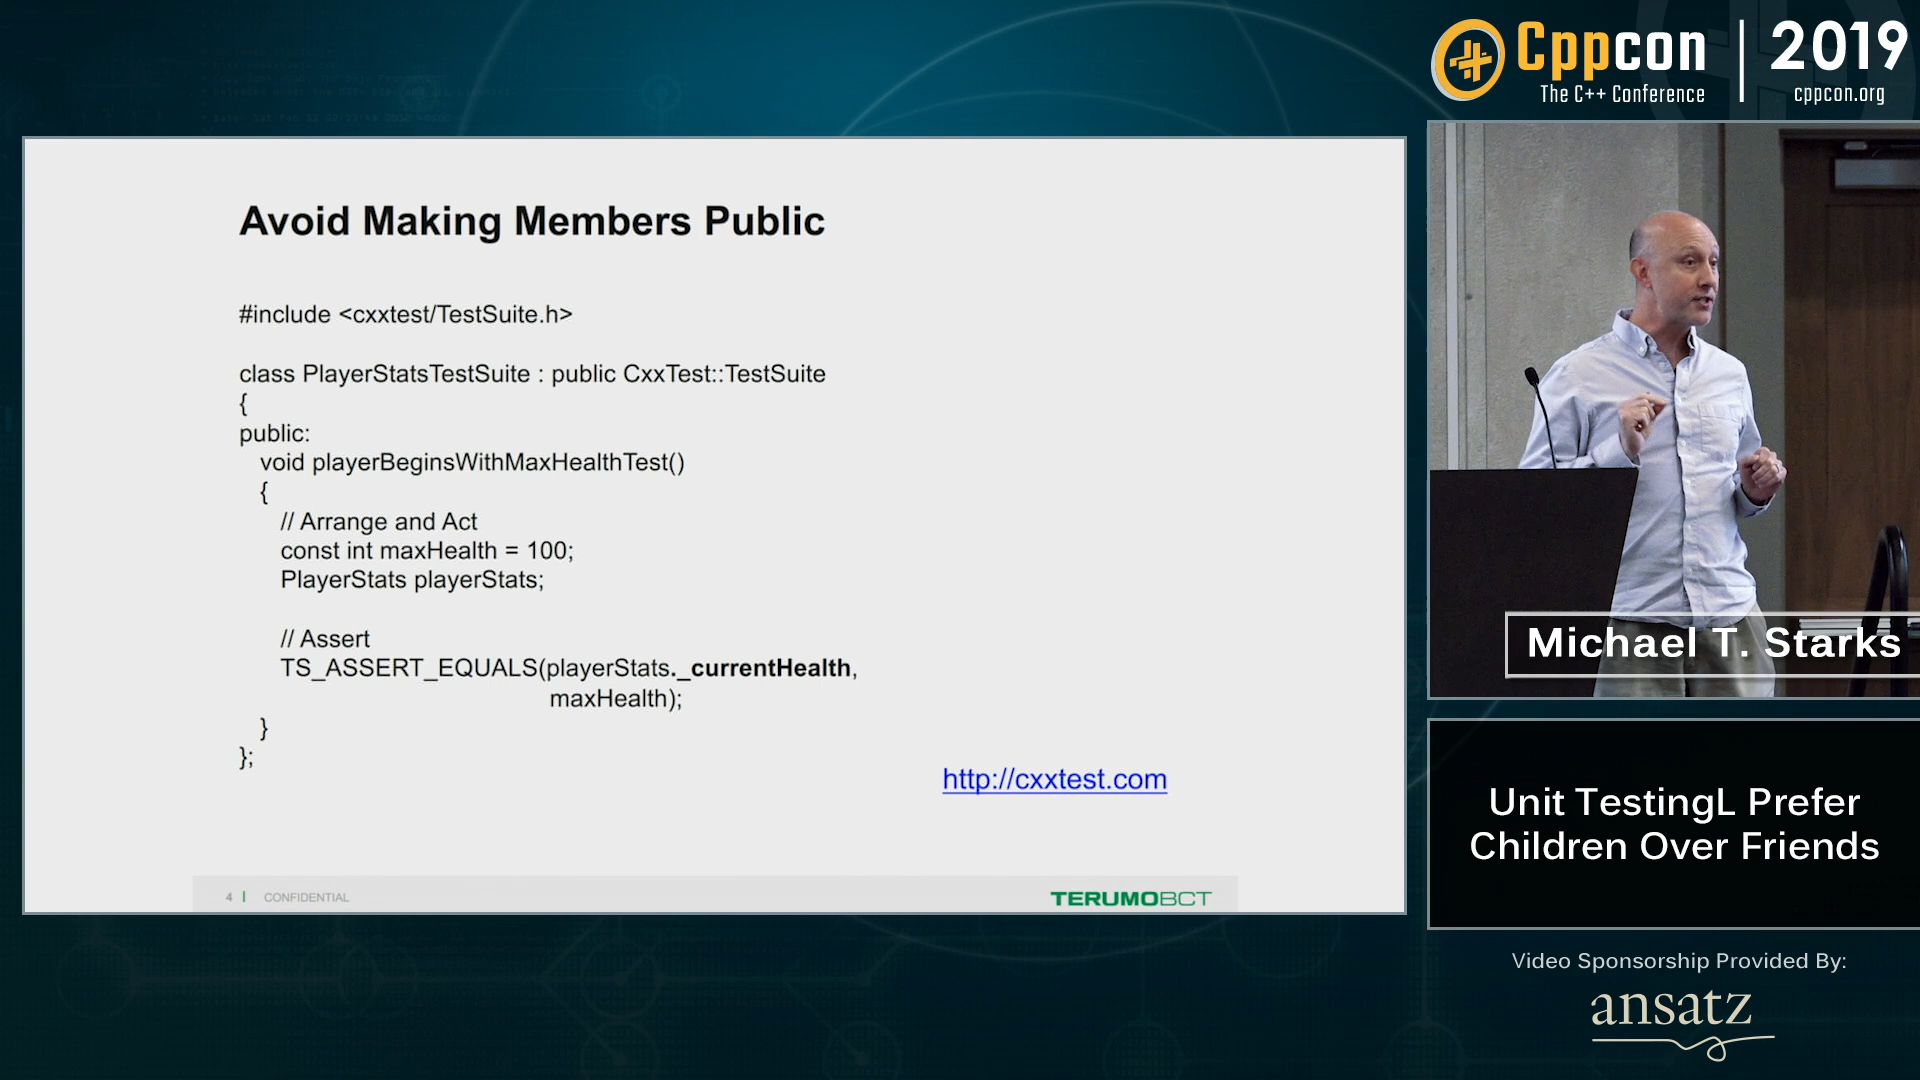 Cppcon | 2019
The C++ Conference
cppcon.org
Avoid Making Members Public
#include <cxxtest/TestSuite.h>
class PlayerStatsTestSuite : public CxxTest::TestSuite
{
public:
void playerBeginsWithMaxHealthTest()
{
// Arrange and Act
const int maxHealth = 100;
PlayerStats playerStats;
// Assert
TS_ASSERT_EQUALS(playerStats._currentHealth,
maxHealth);
}
};
http://cxxtest.com
4 | CONFIDENTIAL
TERUMOBCT
Michael T. Starks
Unit TestingL Prefer
Children Over Friends
Video Sponsorship Provided By:
ansatz